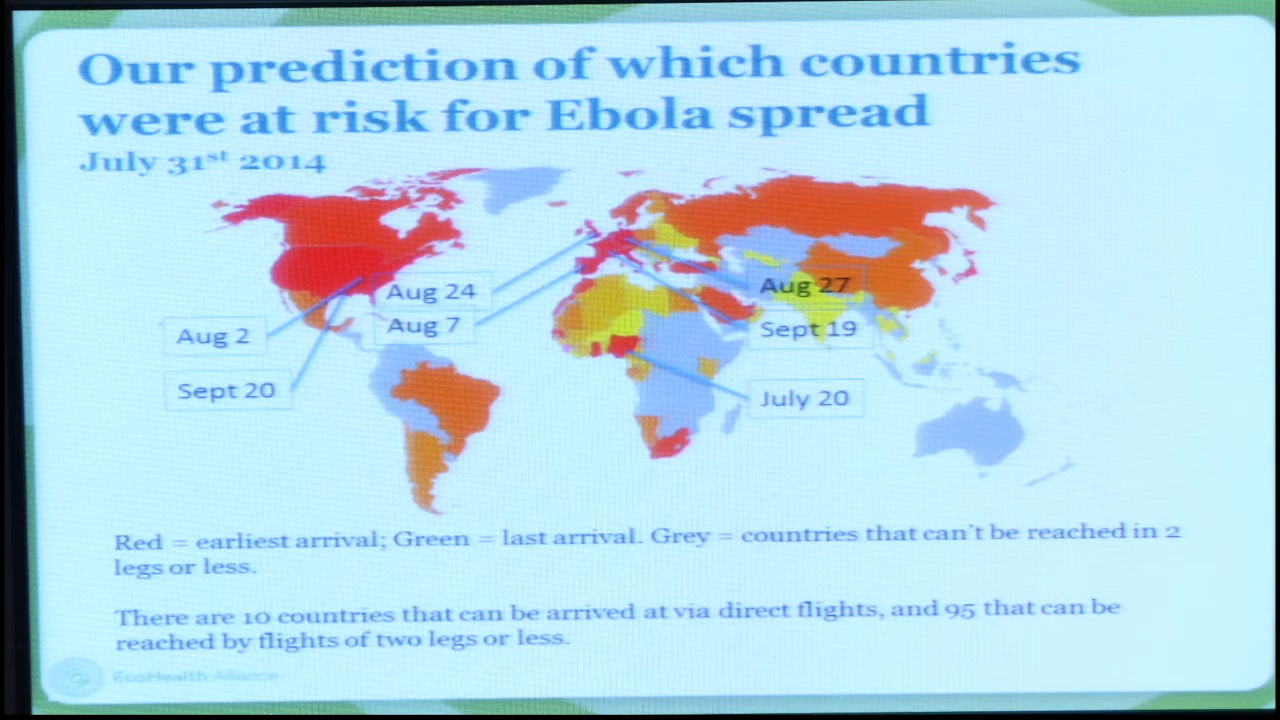 Our prediction of which countries
were at risk for Ebola spread
July 31st 2014
Aug 24
Aug 27
Aug 7
Sept 19
Aug 2
Sept 20
July 20
Red = earliest arrival; Green = last arrival. Grey = countries that can't be reached in 2
legs or less.
There are 10 countries that can be arrived at via direct flights, and 95 that can be
reached by flights of two legs or less.
EcoHealth Alliance